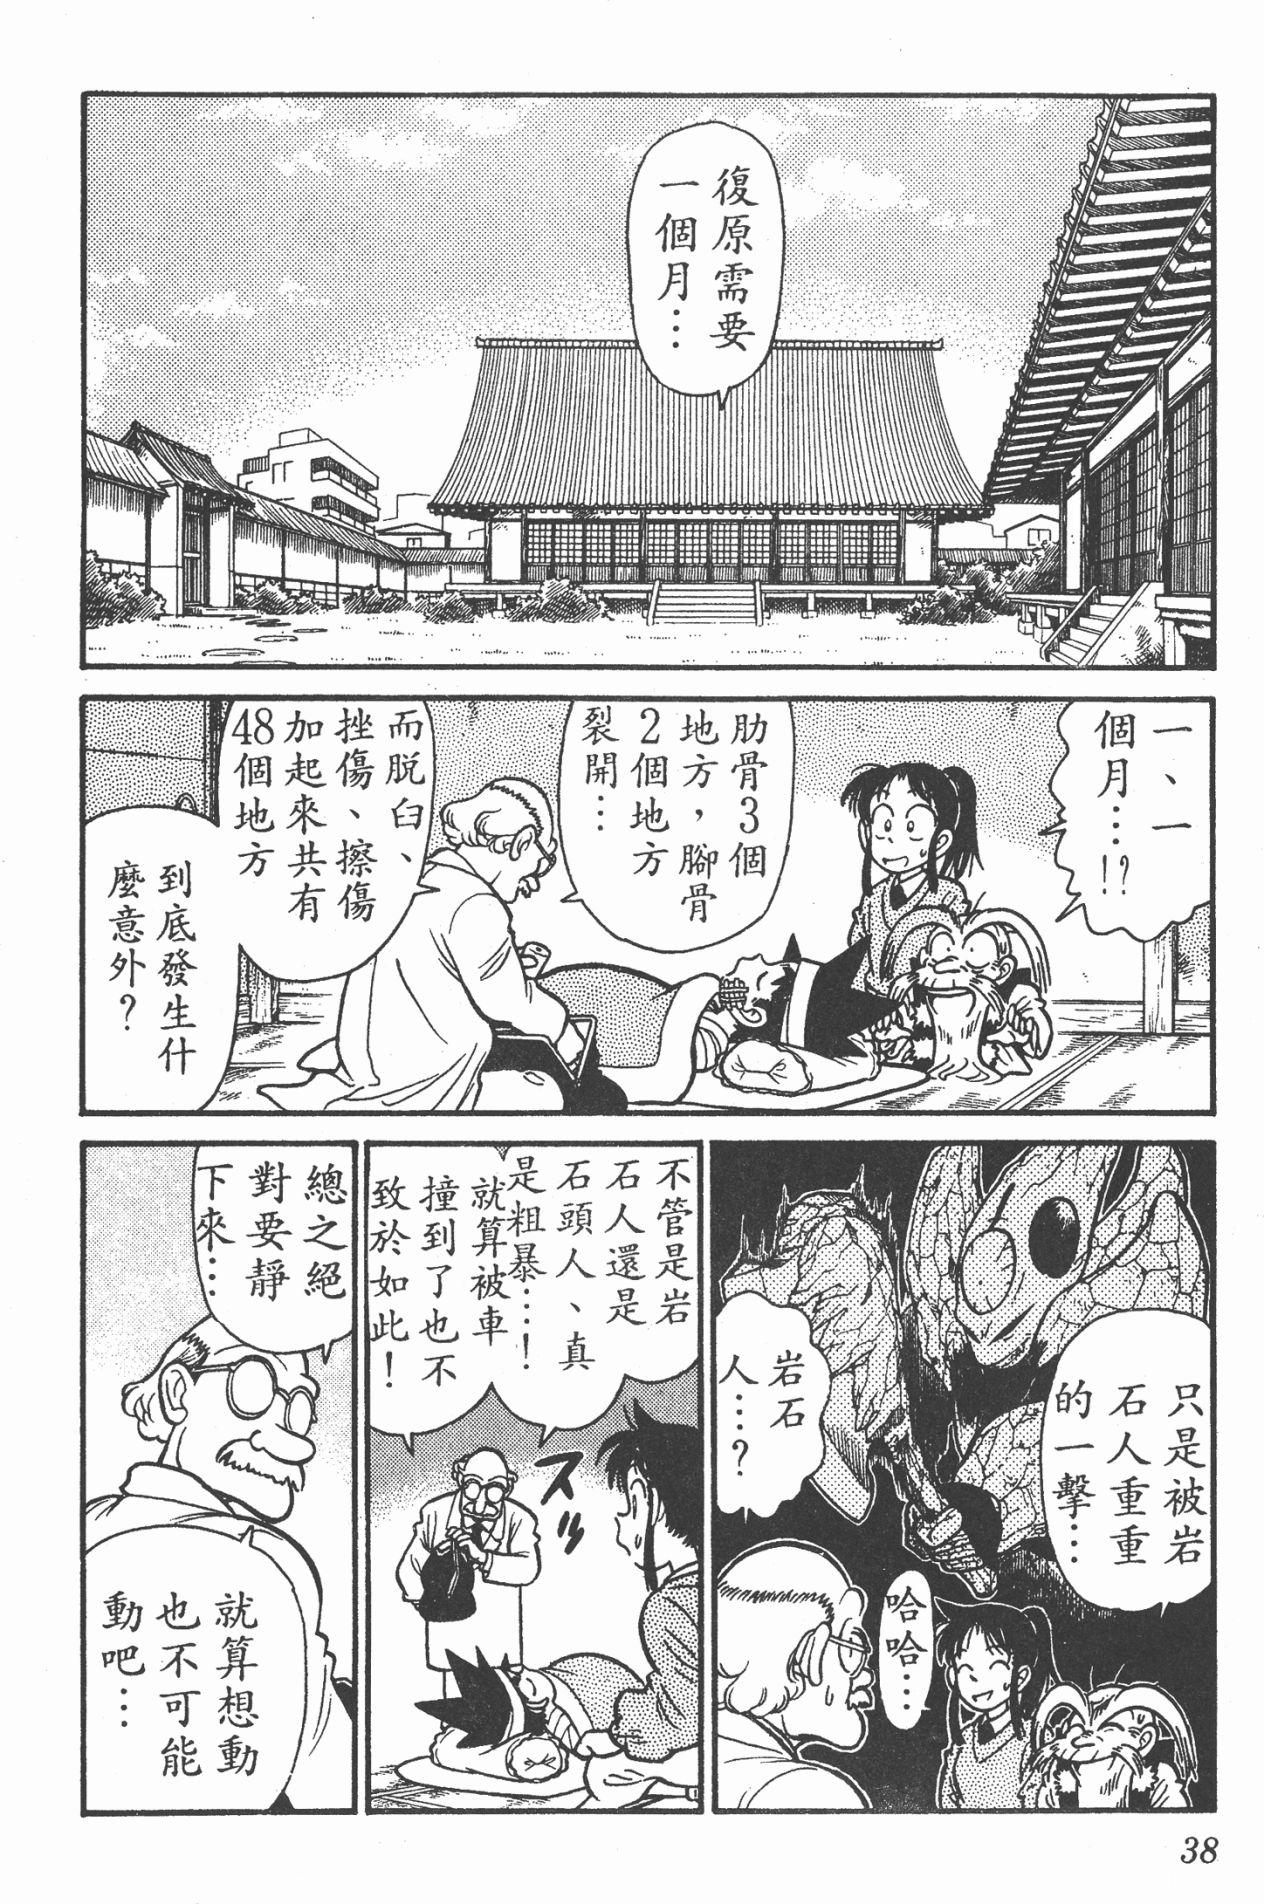 復原需要
一個月⋯
一、一
個月⋯!?
肋骨3個
地方，腳骨
2個地方
裂開⋯
而脫臼、
挫傷、擦傷
加起來共有
48個地方
到底發生什
麼意外?
只是被岩
石人重重
的一擊⋯
岩石
人⋯?
哈
哈⋯
不管是岩
石人還是
石頭人、真
是粗暴⋯!
就算被車
撞到了也不
致於如此!
スッ
總之絕
對要靜
下來⋯
就算想動
也不可能
動吧⋯
38